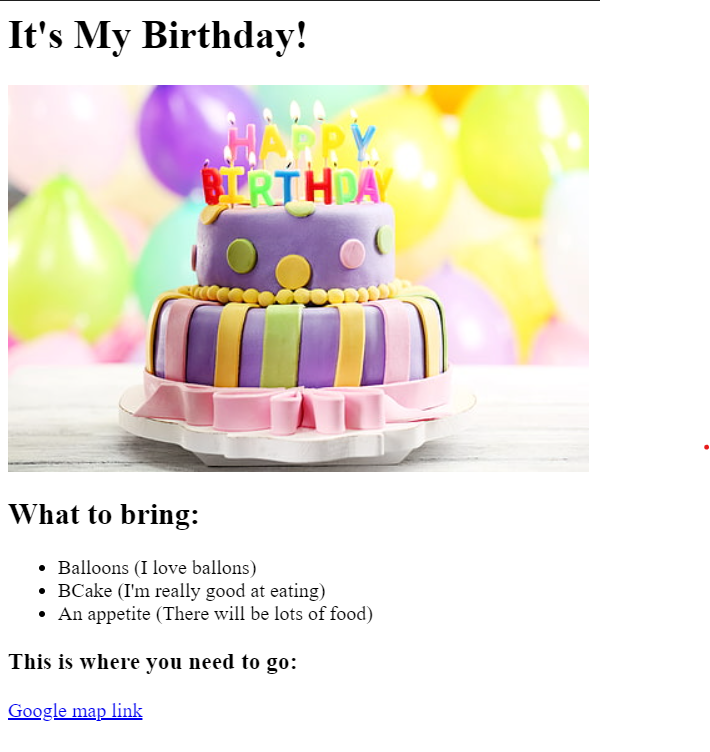 It's My Birthday!
HAPPY
BIRTHDAY
What to bring:
Balloons (I love ballons)
BCake (I'm really good at eating)
An appetite (There will be lots of food)
This is where you need to go:
Google map link